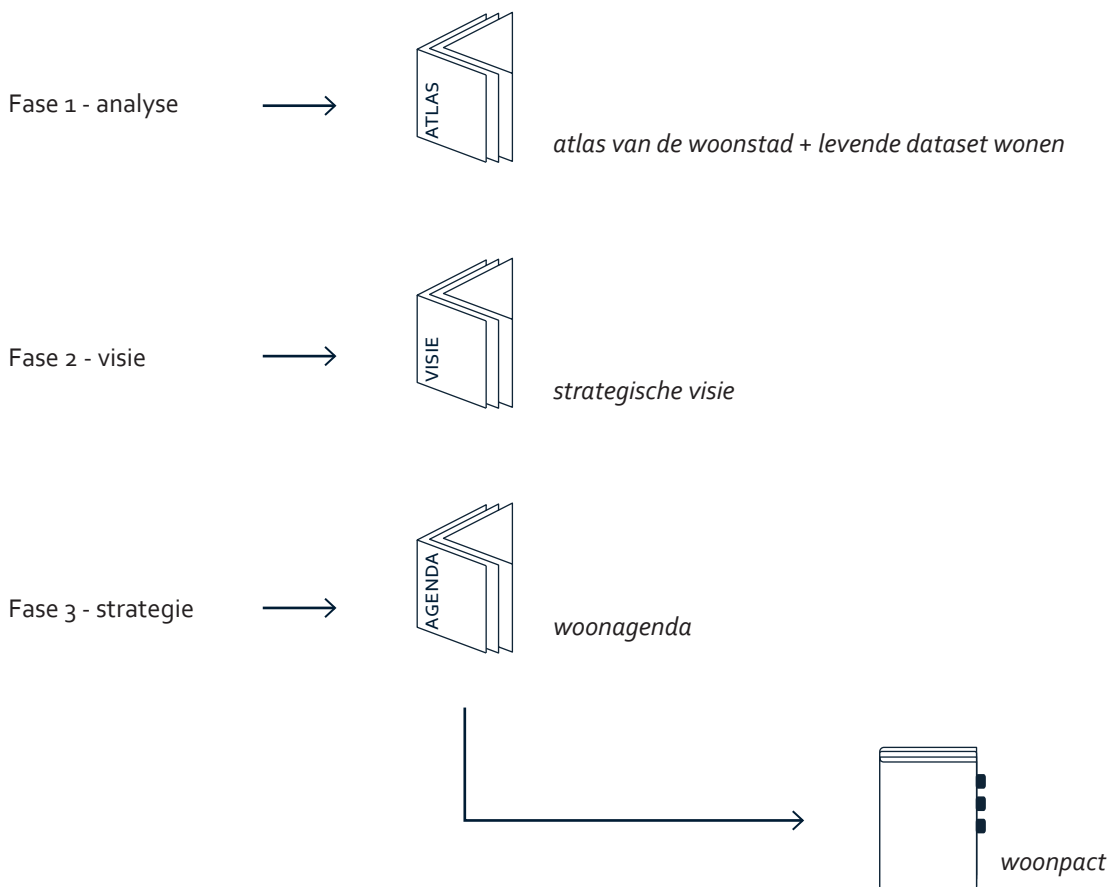 Fase 1 - analyse
ATLAS
atlas van de woonstad + levende dataset wonen
Fase 2 - visie
VISIE
strategische visie
Fase 3 - strategie
AGENDA
woonagenda
woonpact